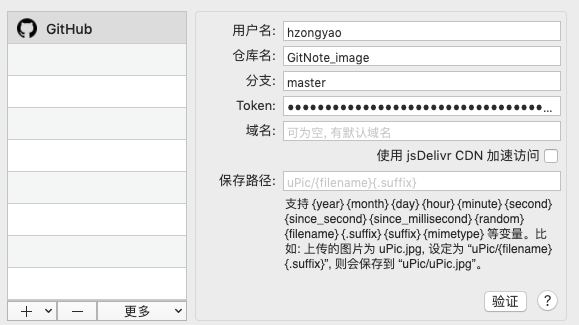 GitHub
用户名: hzongyao
仓库名: GitNote_image
分支: master
Token: ●●●●●●●●●●●●●●●●●●●●●●●●●●●●●●●●●●...
域名: 可为空, 有默认域名
使用 jsDelivr CDN 加速访问
保存路径: uPic/{filename}{.suffix}
支持 {year} {month} {day} {hour} {minute} {second}
{since_second} {since_millisecond} {random}
{filename} {.suffix} {suffix} {mimetype} 等变量。比
如: 上传的图片为 uPic.jpg, 设定为 “uPic/{filename}
{.suffix}”, 则会保存到 “uPic/uPic.jpg”。
+ − 更多
验证 ?